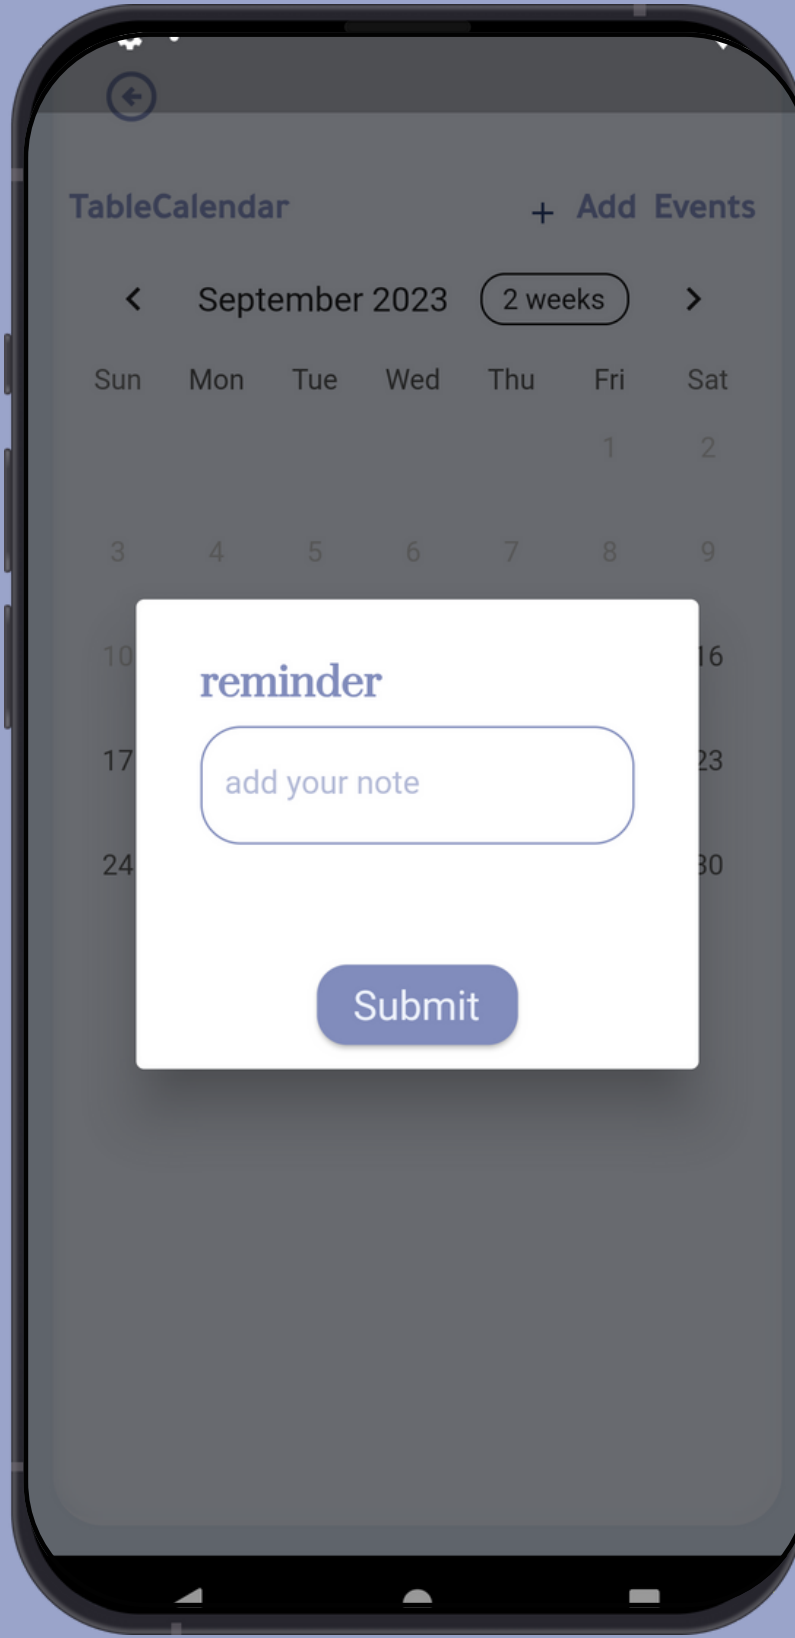 TableCalendar + Add Events
September 2023 2 weeks
Sun Mon Tue Wed Thu Fri Sat
1 2
3 4 5 6 7 8 9
10 16
reminder
17 23
add your note
24 30
Submit